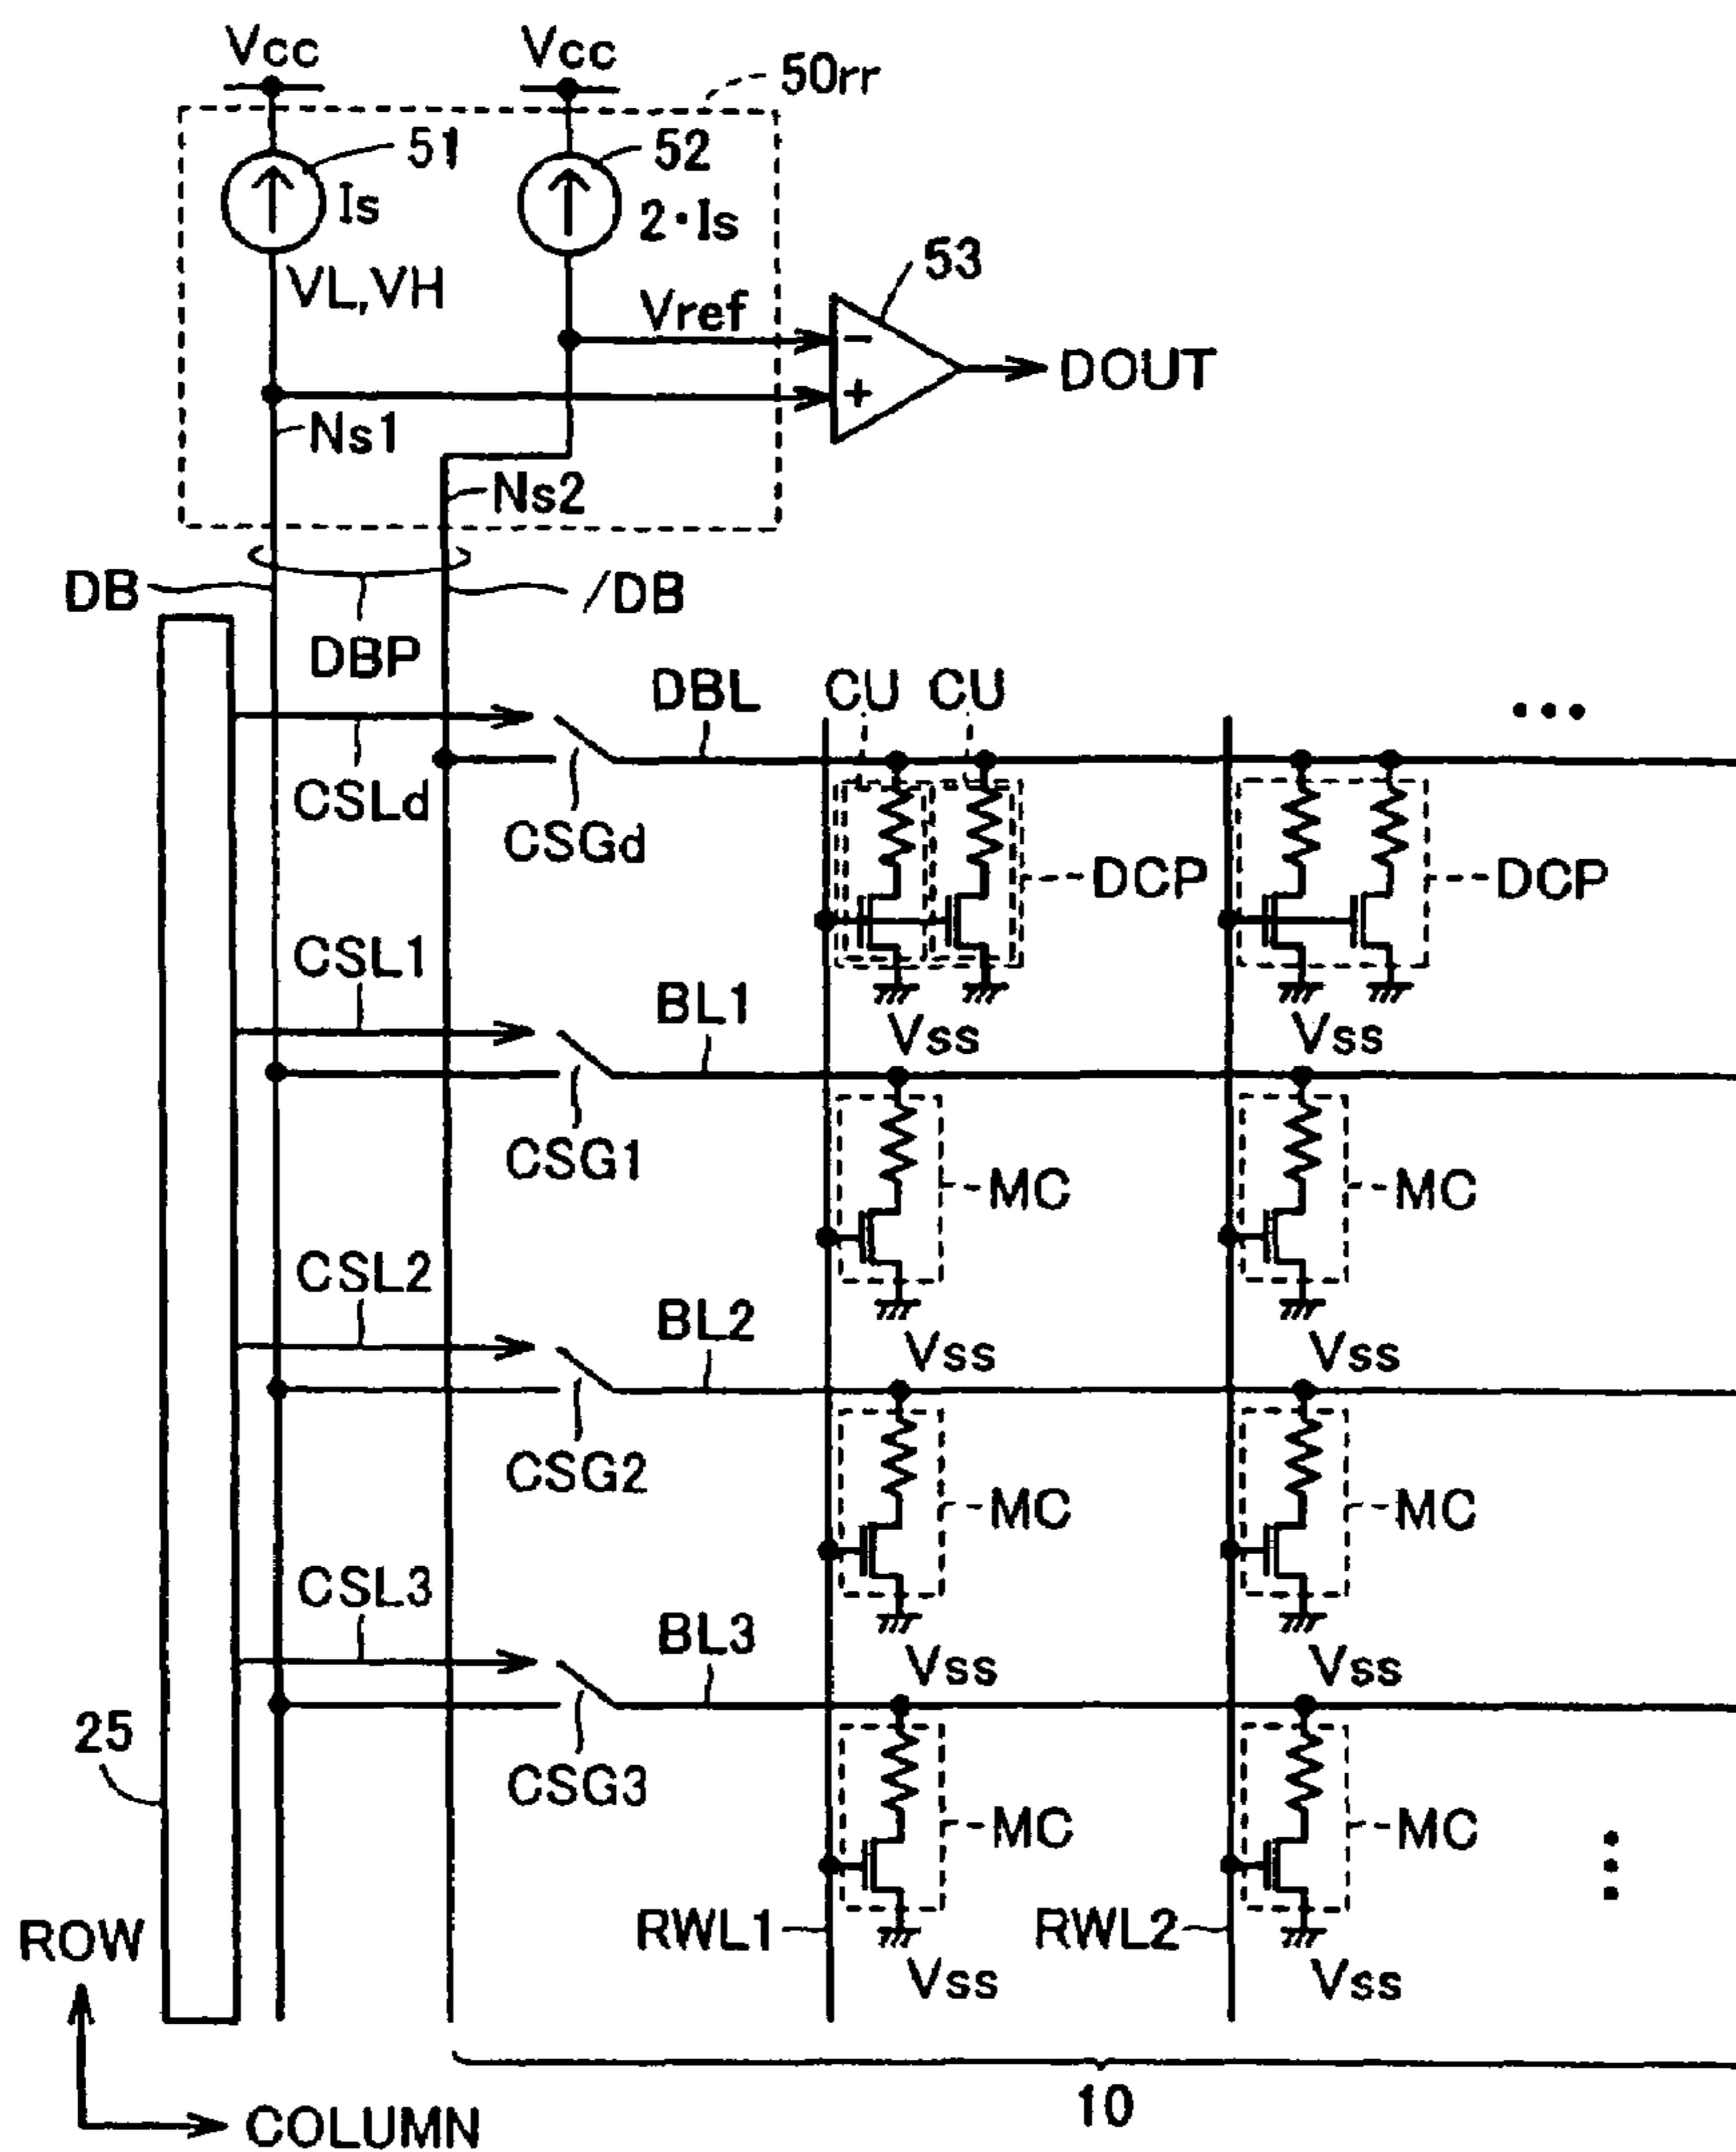 Vcc Vcc
50rr
51 52
Is 2·Is
53
VL,VH Vref
- 
+
DOUT
Ns1
Ns2
DB /DB
DBP
DBL CU CU
CSLd
CSGd
DCP DCP
CSL1
BL1
Vss Vss
CSG1
MC MC
CSL2
BL2
Vss Vss
CSG2
MC MC
CSL3
BL3
Vss Vss
25
CSG3
MC MC
RWL1 RWL2
ROW
Vss Vss
10
COLUMN